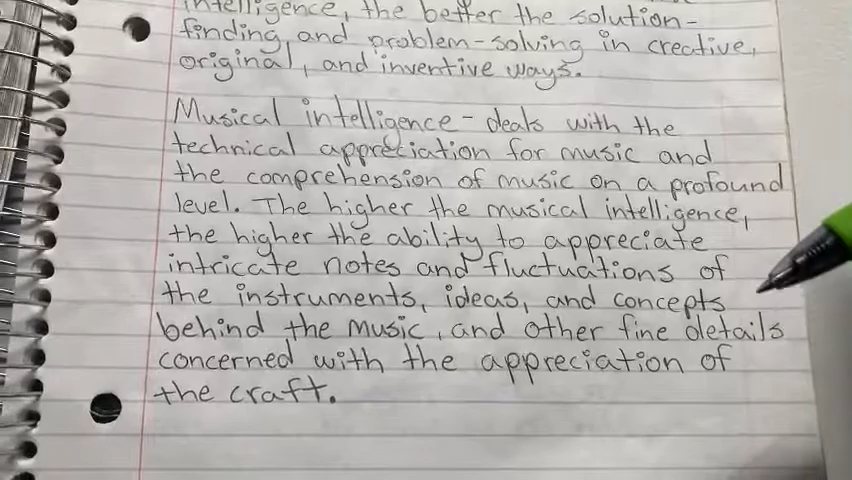 intelligence, the better the solution-
finding and problem-solving in creative,
original, and inventive ways.
Musical intelligence - deals with the
technical appreciation for music and
the comprehension of music on a profound
level. The higher the musical intelligence,
the higher the ability to appreciate
intricate notes and fluctuations of
the instruments, ideas, and concepts
behind the music, and other fine details
concerned with the appreciation of
the craft.